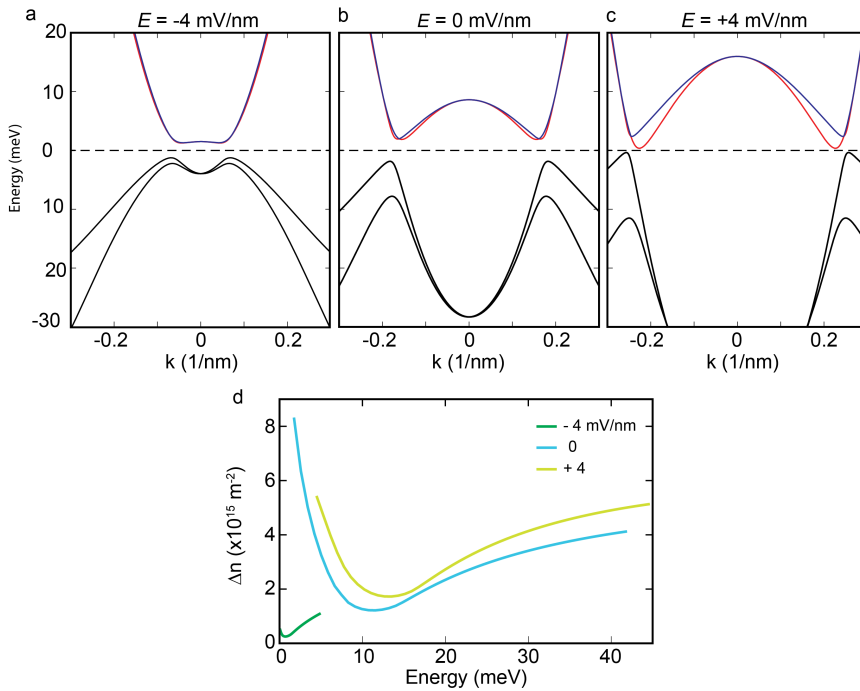 a
E = -4 mV/nm
b
E = 0 mV/nm
c
E = +4 mV/nm
20
10
0
10
20
-30
Energy (meV)
-0.2
0
0.2
k (1/nm)
-0.2
0
0.2
k (1/nm)
-0.2
0
0.2
k (1/nm)
d
8
6
4
2
0
Δn (x10¹⁵ m⁻²)
- 4 mV/nm
0
+ 4
0
10
20
30
40
Energy (meV)